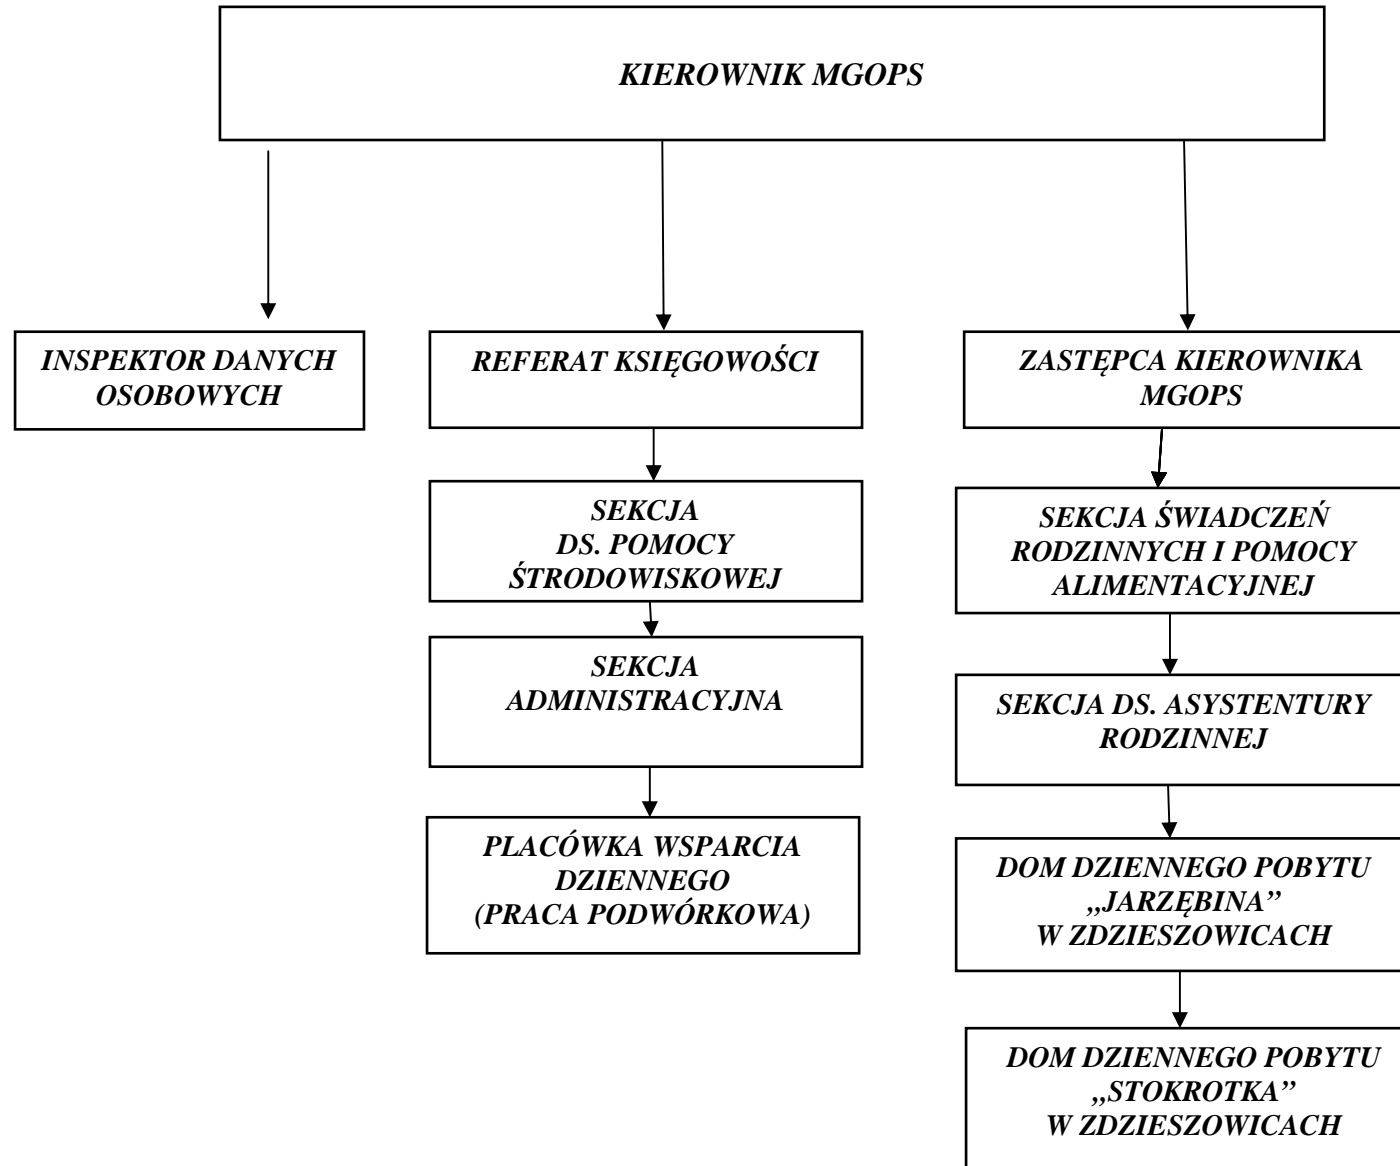 KIEROWNIK MGOPS
INSPEKTOR DANYCH
OSOBOWYCH
REFERAT KSIĘGOWOŚCI
SEKCJA
DS. POMOCY
ŚTRODOWISKOWEJ
SEKCJA
ADMINISTRACYJNA
PLACÓWKA WSPARCIA
DZIENNEGO
(PRACA PODWÓRKOWA)
ZASTĘPCA KIEROWNIKA
MGOPS
SEKCJA ŚWIADCZEŃ
RODZINNYCH I POMOCY
ALIMENTACYJNEJ
SEKCJA DS. ASYSTENTURY
RODZINNEJ
DOM DZIENNEGO POBYTU
„JARZĘBINA”
W ZDZIESZOWICACH
DOM DZIENNEGO POBYTU
„STOKROTKA”
W ZDZIESZOWICACH